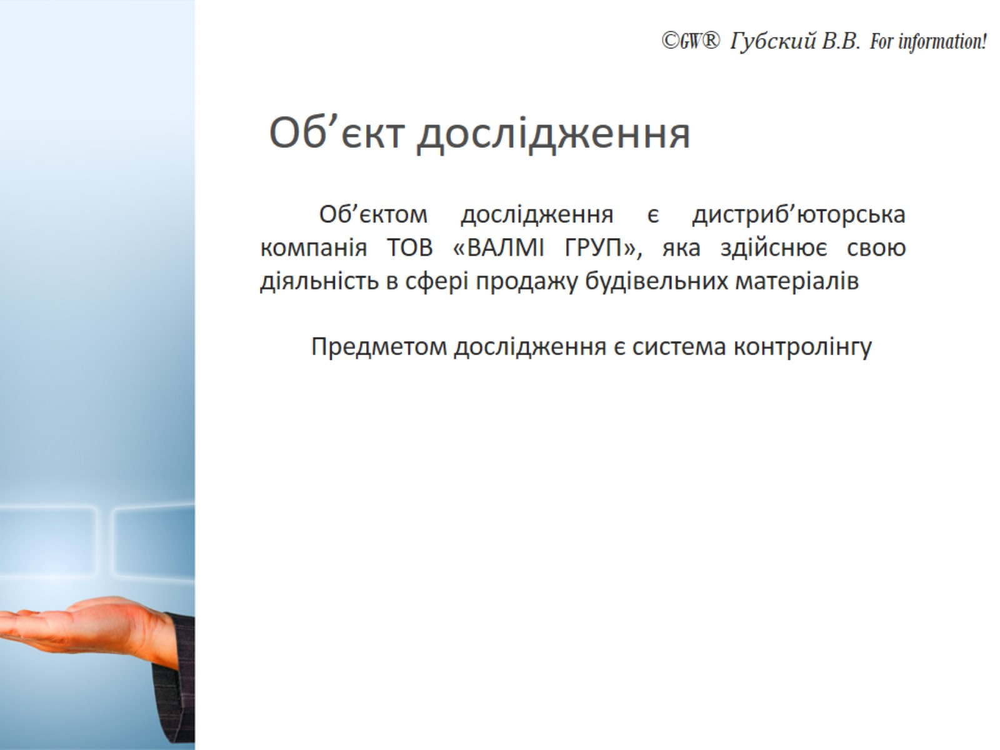 ©GW® Губский В.В. For information!
Об’єкт дослідження
Об’єктом дослідження є дистриб’юторська
компанія ТОВ «ВАЛМІ ГРУП», яка здійснює свою
діяльність в сфері продажу будівельних матеріалів
Предметом дослідження є система контролінгу